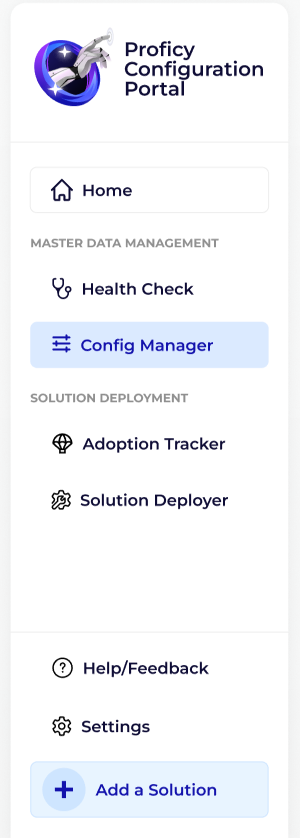 Proficy
Configuration
Portal
Home
MASTER DATA MANAGEMENT
Health Check
Config Manager
SOLUTION DEPLOYMENT
Adoption Tracker
Solution Deployer
Help/Feedback
Settings
Add a Solution